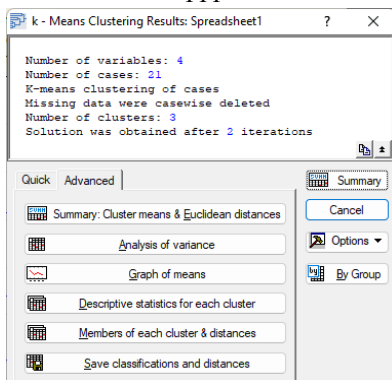 k - Means Clustering Results: Spreadsheet1 ? ×
Number of variables: 4
Number of cases: 21
K-means clustering of cases
Missing data were casewise deleted
Number of clusters: 3
Solution was obtained after 2 iterations
Quick Advanced
Summary
Summary: Cluster means & Euclidean distances
Cancel
Analysis of variance
Options
Graph of means
By Group
Descriptive statistics for each cluster
Members of each cluster & distances
Save classifications and distances